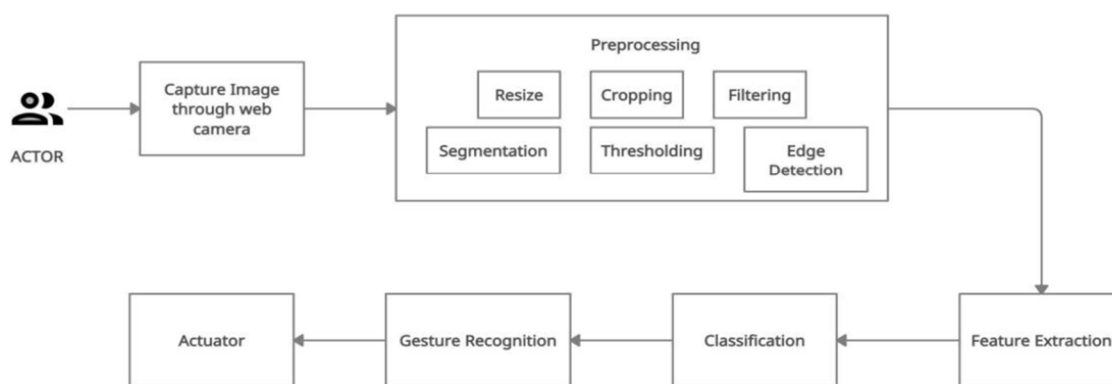 Preprocessing
Capture Image
through web
camera
Resize
Cropping
Filtering
ACTOR
Segmentation
Thresholding
Edge
Detection
Actuator
Gesture Recognition
Classification
Feature Extraction